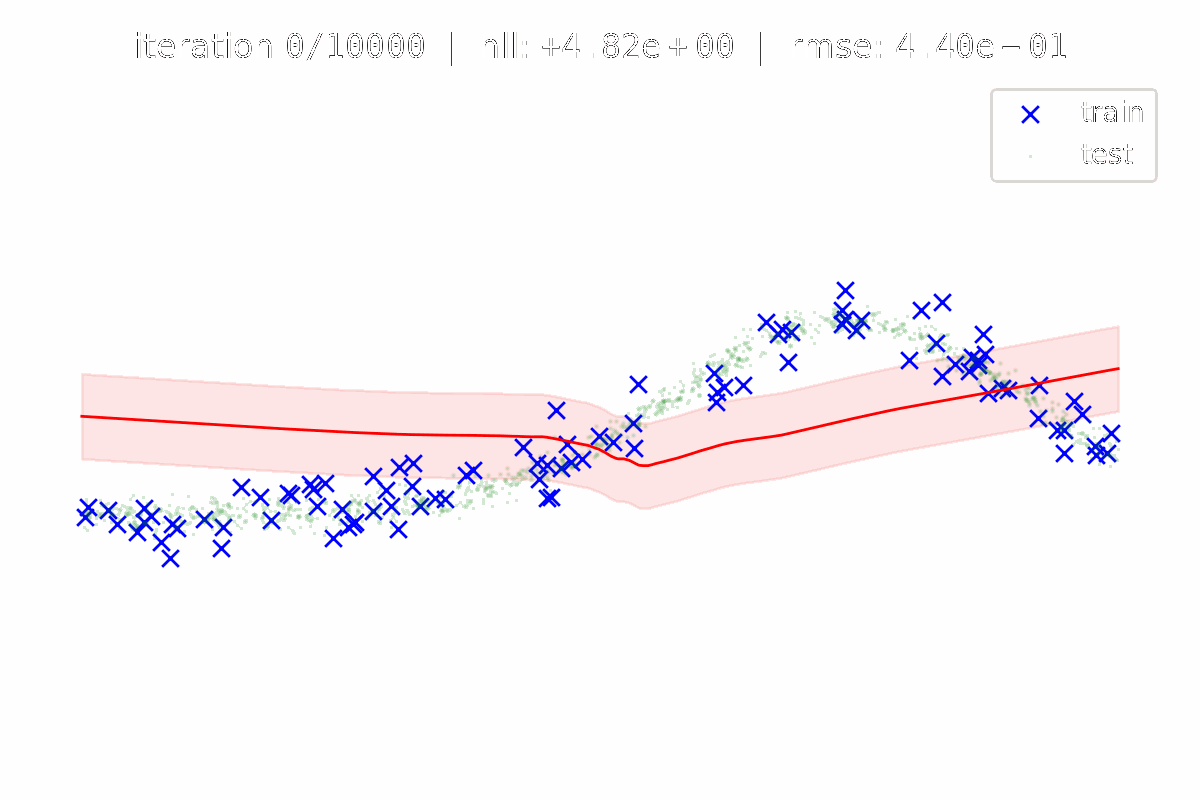 iteration 0/10000 | nll: +4.82e+00 | rmse: 4.40e−01
train
test